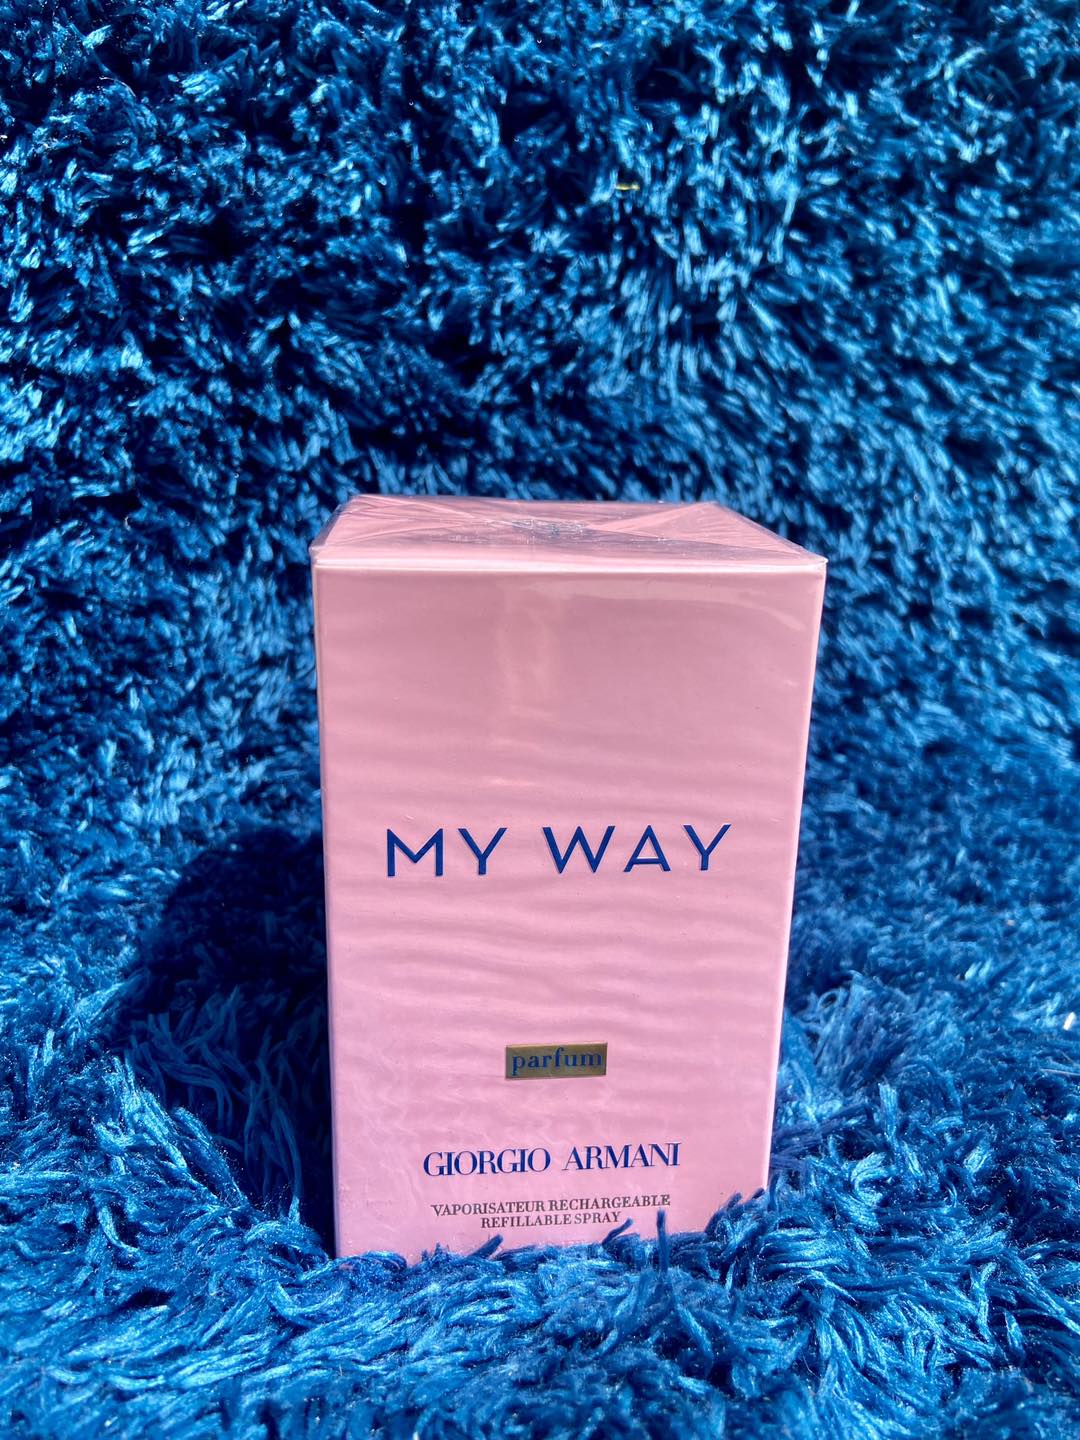 MY WAY
parfum
GIORGIO ARMANI
VAPORISATEUR RECHARGEABLE
REFILLABLE SPRAY